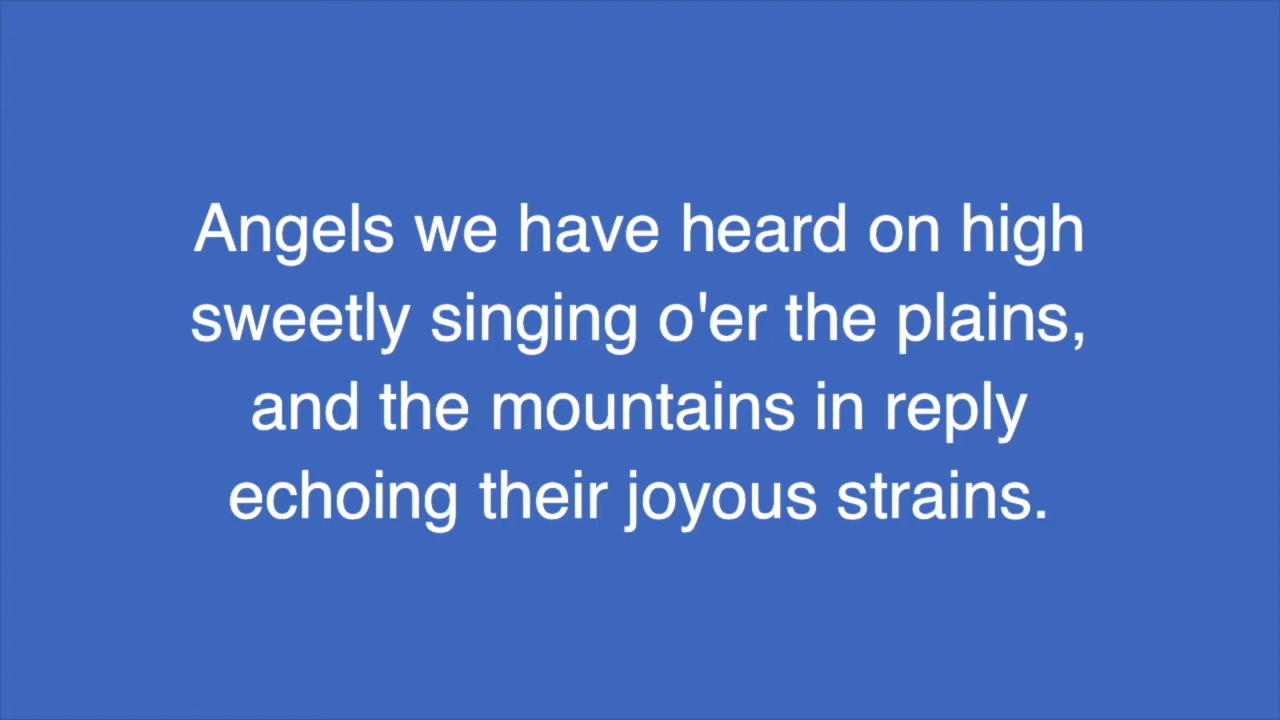 Angels we have heard on high
sweetly singing o'er the plains,
and the mountains in reply
echoing their joyous strains.